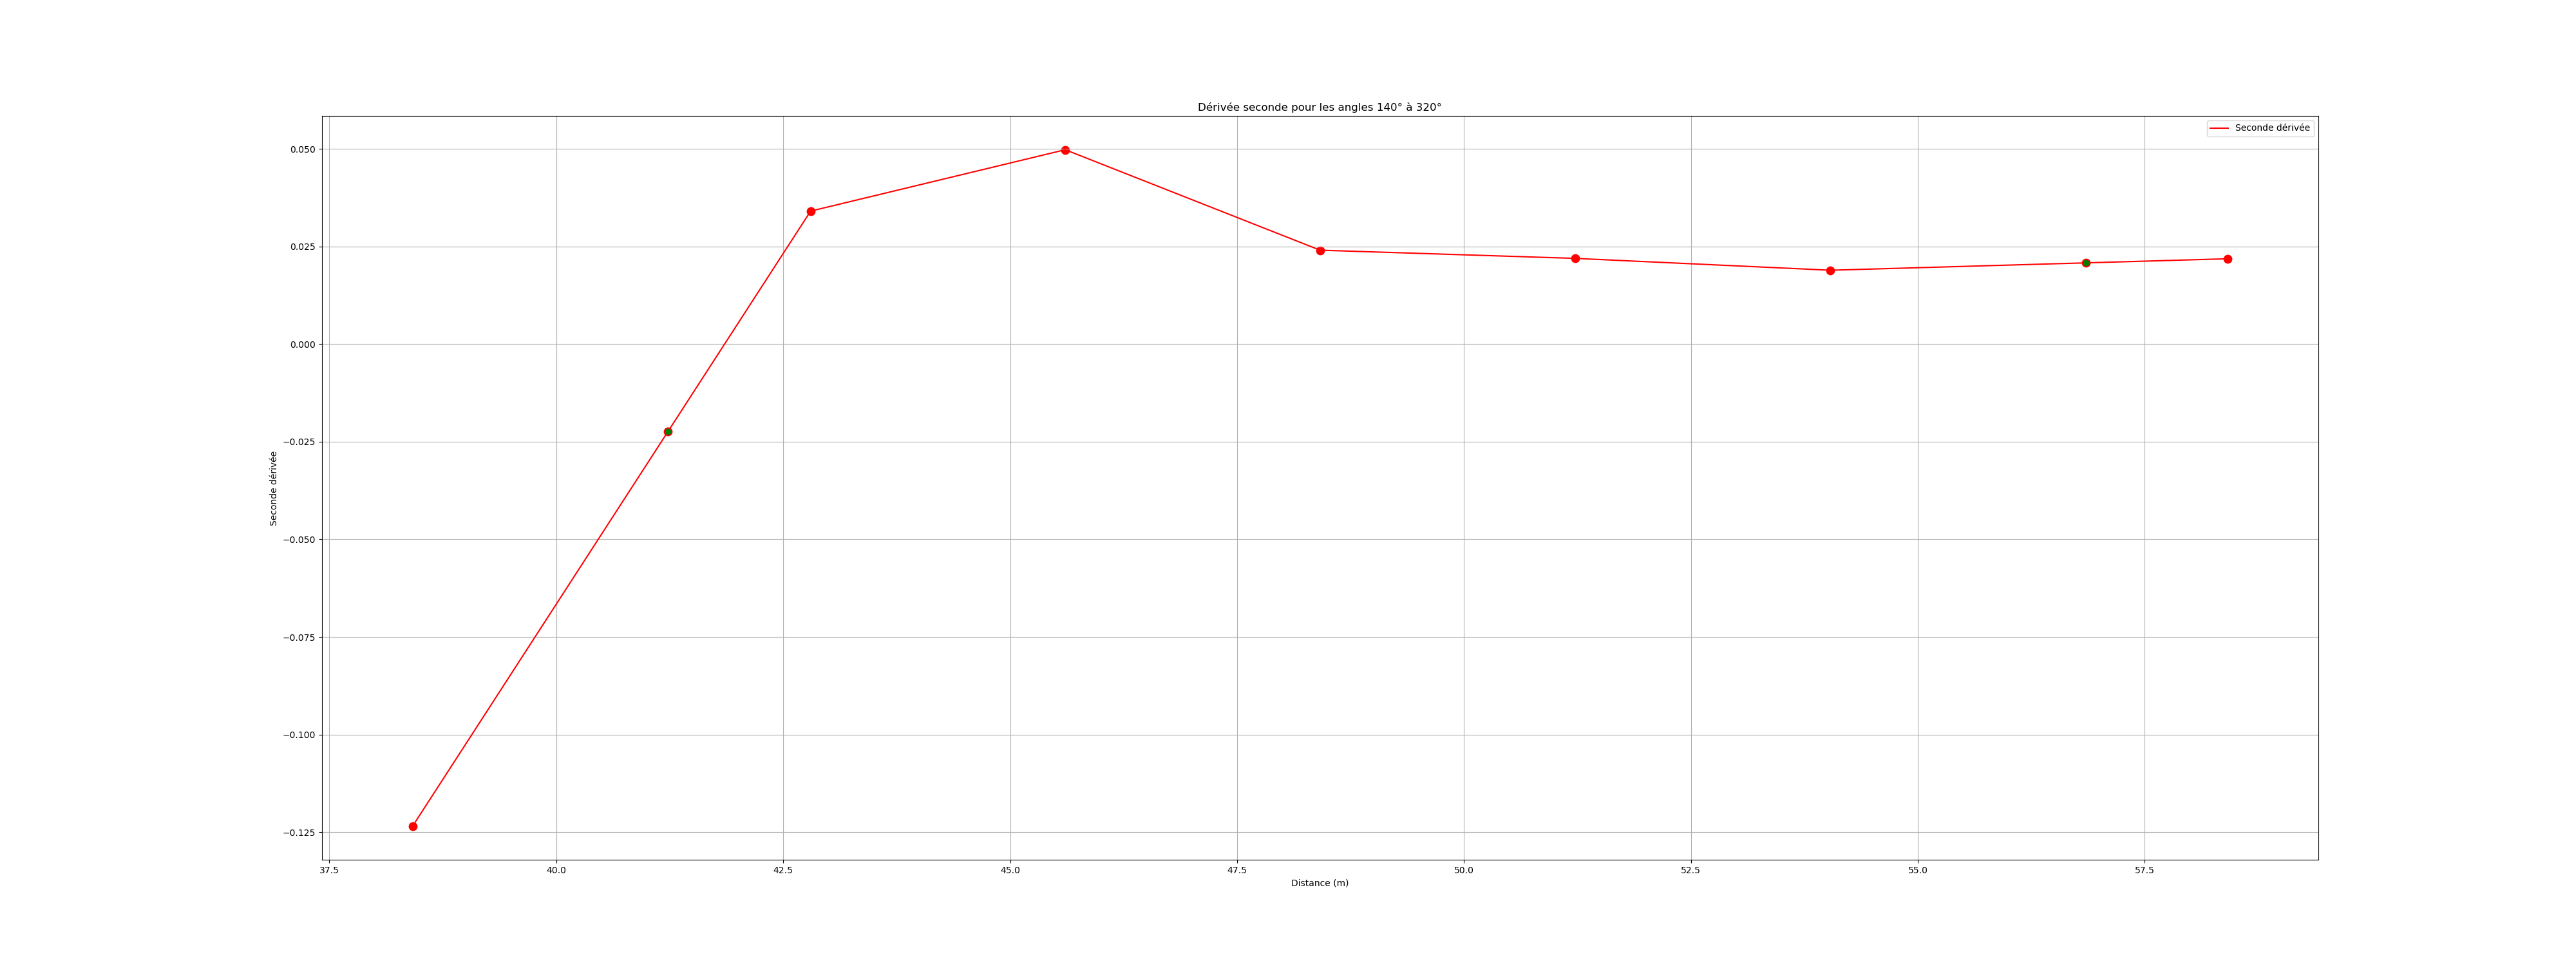 Dérivée seconde pour les angles 140° à 320°
Seconde dérivée
0.050
0.025
0.000
−0.025
−0.050
−0.075
−0.100
−0.125
Seconde dérivée
37.5 40.0 42.5 45.0 47.5 50.0 52.5 55.0 57.5
Distance (m)